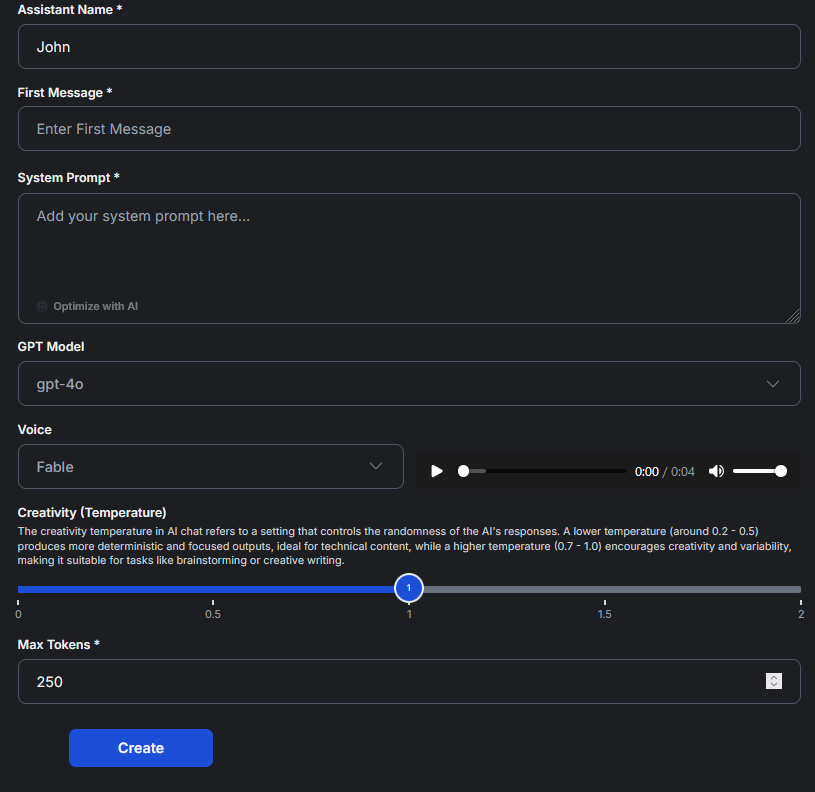 Assistant Name *
John
First Message *
Enter First Message
System Prompt *
Add your system prompt here...
Optimize with AI
GPT Model
gpt-4o
Voice
Fable
0:00 / 0:04
Creativity (Temperature)
The creativity temperature in AI chat refers to a setting that controls the randomness of the AI's responses. A lower temperature (around 0.2 - 0.5)
produces more deterministic and focused outputs, ideal for technical content, while a higher temperature (0.7 - 1.0) encourages creativity and variability,
making it suitable for tasks like brainstorming or creative writing.
1
0 0.5 1 1.5 2
Max Tokens *
250
Create